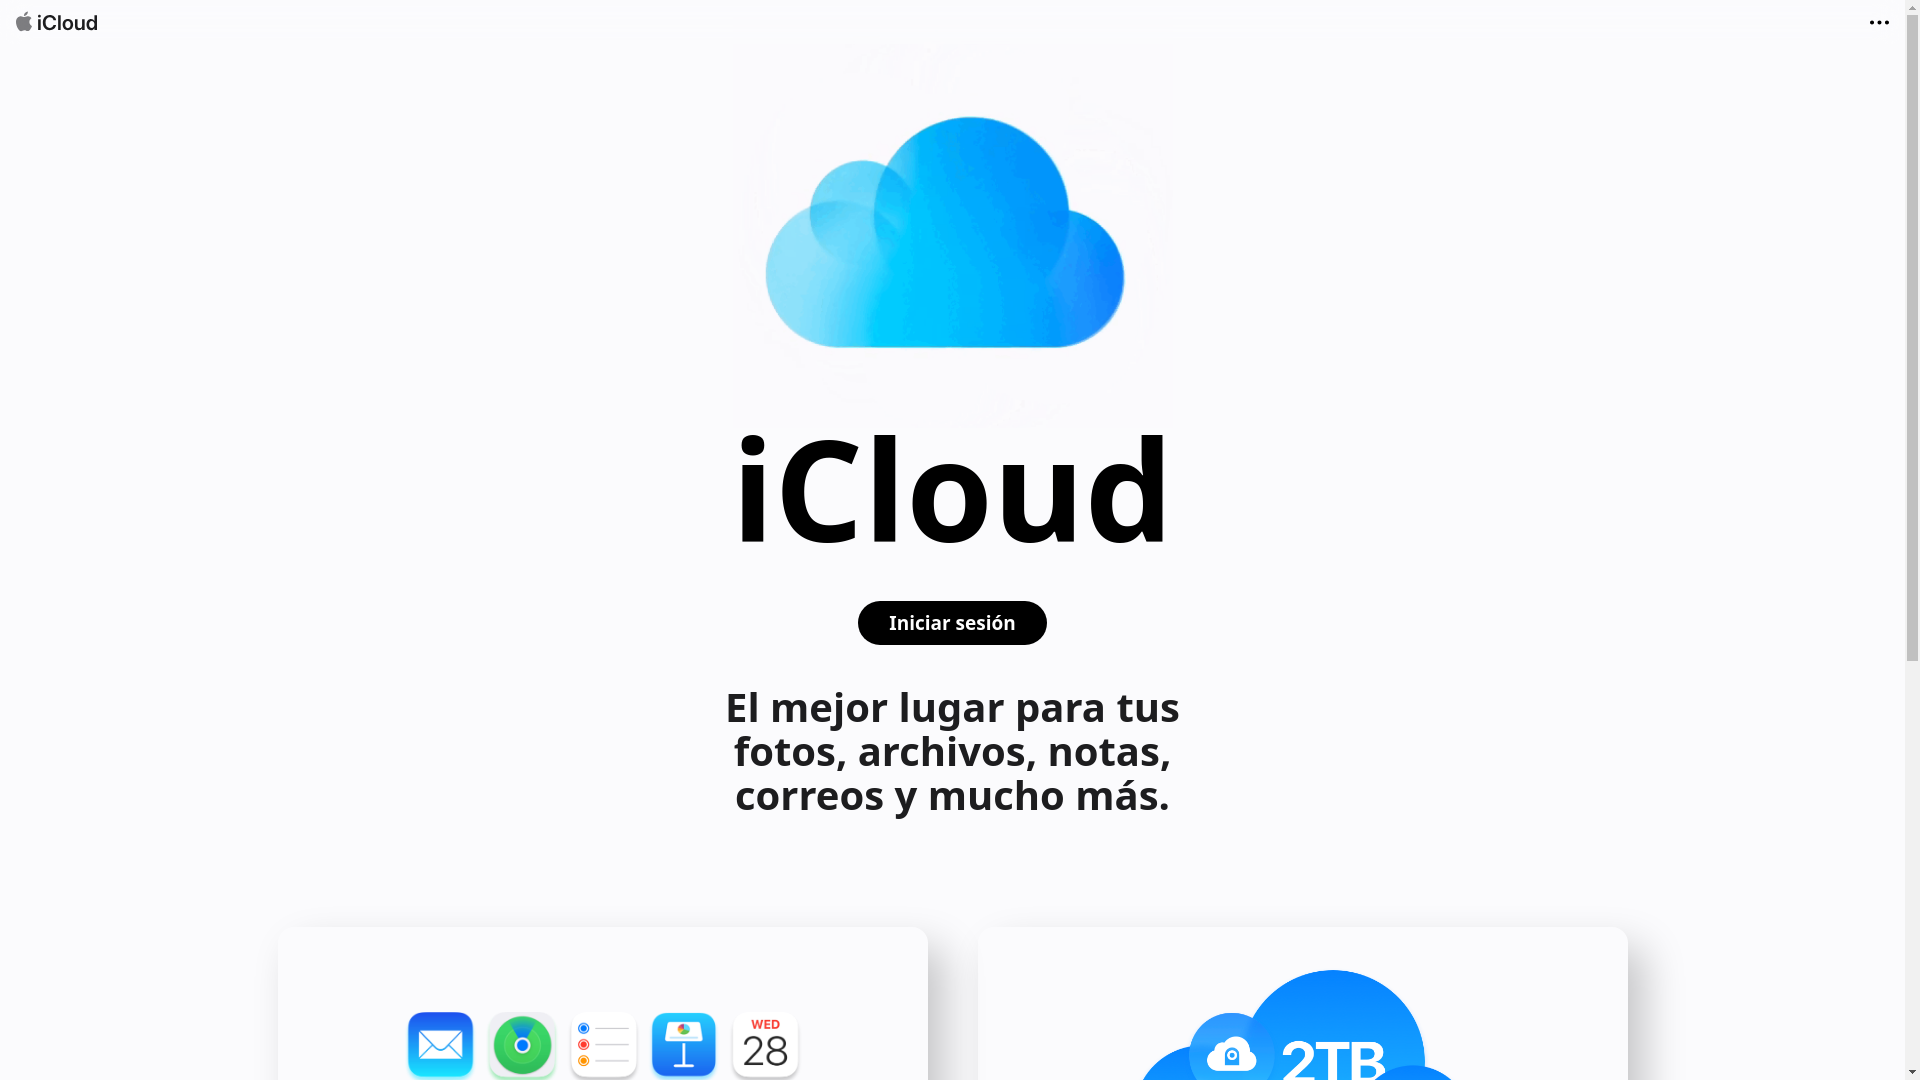 iCloud
iCloud
Iniciar sesión
El mejor lugar para tus
fotos, archivos, notas,
correos y mucho más.
WED
28
2TB